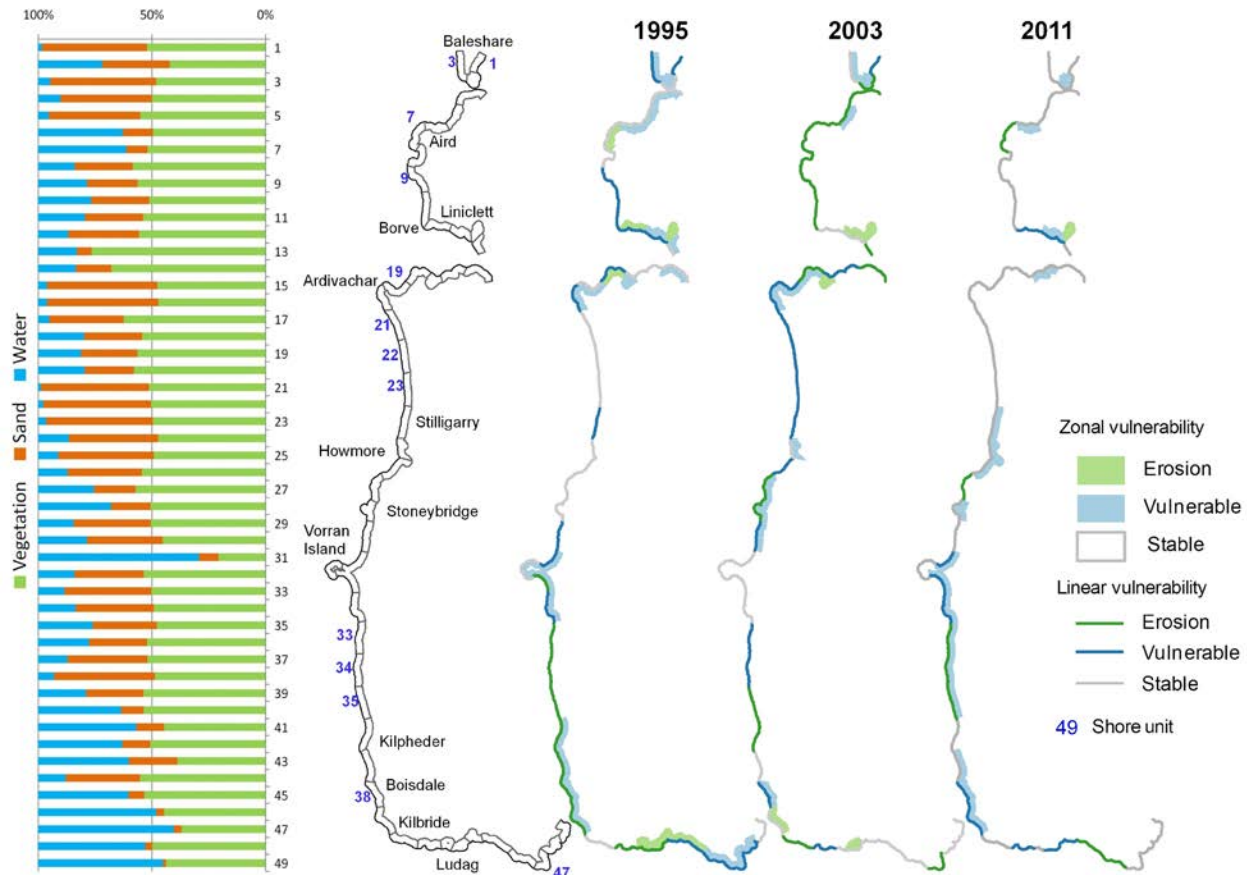 100% 50% 0%
1
3
5
7
9
11
13
15
17
19
21
23
25
27
29
31
33
35
37
39
41
43
45
47
49
Vegetation Sand Water
Baleshare
3 1
7
Aird
9
Liniclett
Borve
19
Ardivachar
21
22
23
Stilligarry
Howmore
Stoneybridge
Vorran
Island
33
34
35
Kilpheder
Boisdale
38
Kilbride
Ludag
47
1995 2003 2011
Zonal vulnerability
Erosion
Vulnerable
Stable
Linear vulnerability
Erosion
Vulnerable
Stable
49 Shore unit